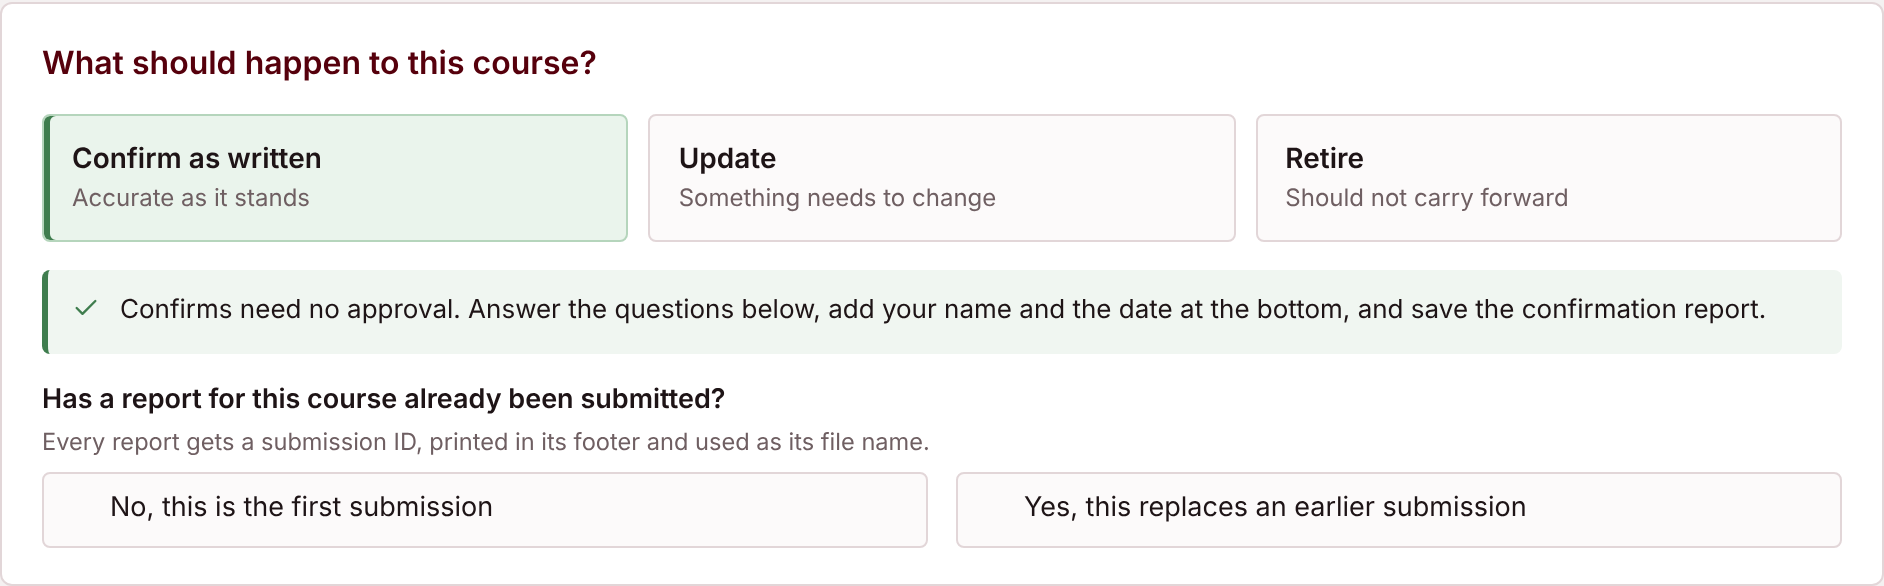 What should happen to this course?
Confirm as written
Accurate as it stands
Update
Something needs to change
Retire
Should not carry forward
Confirms need no approval. Answer the questions below, add your name and the date at the bottom, and save the confirmation report.
Has a report for this course already been submitted?
Every report gets a submission ID, printed in its footer and used as its file name.
No, this is the first submission
Yes, this replaces an earlier submission